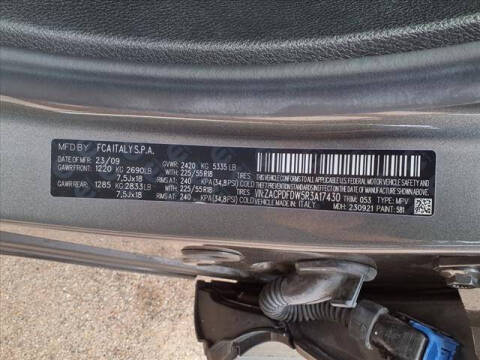 MFD BY FCA ITALY S.P.A.
DATE OF MFR: 23/09 GVWR: 2420 KG 5335 LB
GAWR FRONT: 1220 KG 2690 LB WITH: 225/55R18 TIRES
7,5Jx18 RIMS AT: 240 KPA (34,8 PSI)
GAWR REAR: 1285 KG 2833 LB WITH: 225/55R18 TIRES
7,5Jx18 RIMS AT: 240 KPA (34,8 PSI)
THIS VEHICLE CONFORMS TO ALL APPLICABLE
U.S.A. FEDERAL MOTOR VEHICLE SAFETY, BUMPER
AND THEFT PREVENTION STANDARDS IN EFFECT ON
THE DATE OF MANUFACTURE SHOWN ABOVE.
VIN: ZACPDFDW5R3A17430 TRIM: 053 TYPE: MPV
MADE IN: ITALY MDH: 230921 PAINT: 581